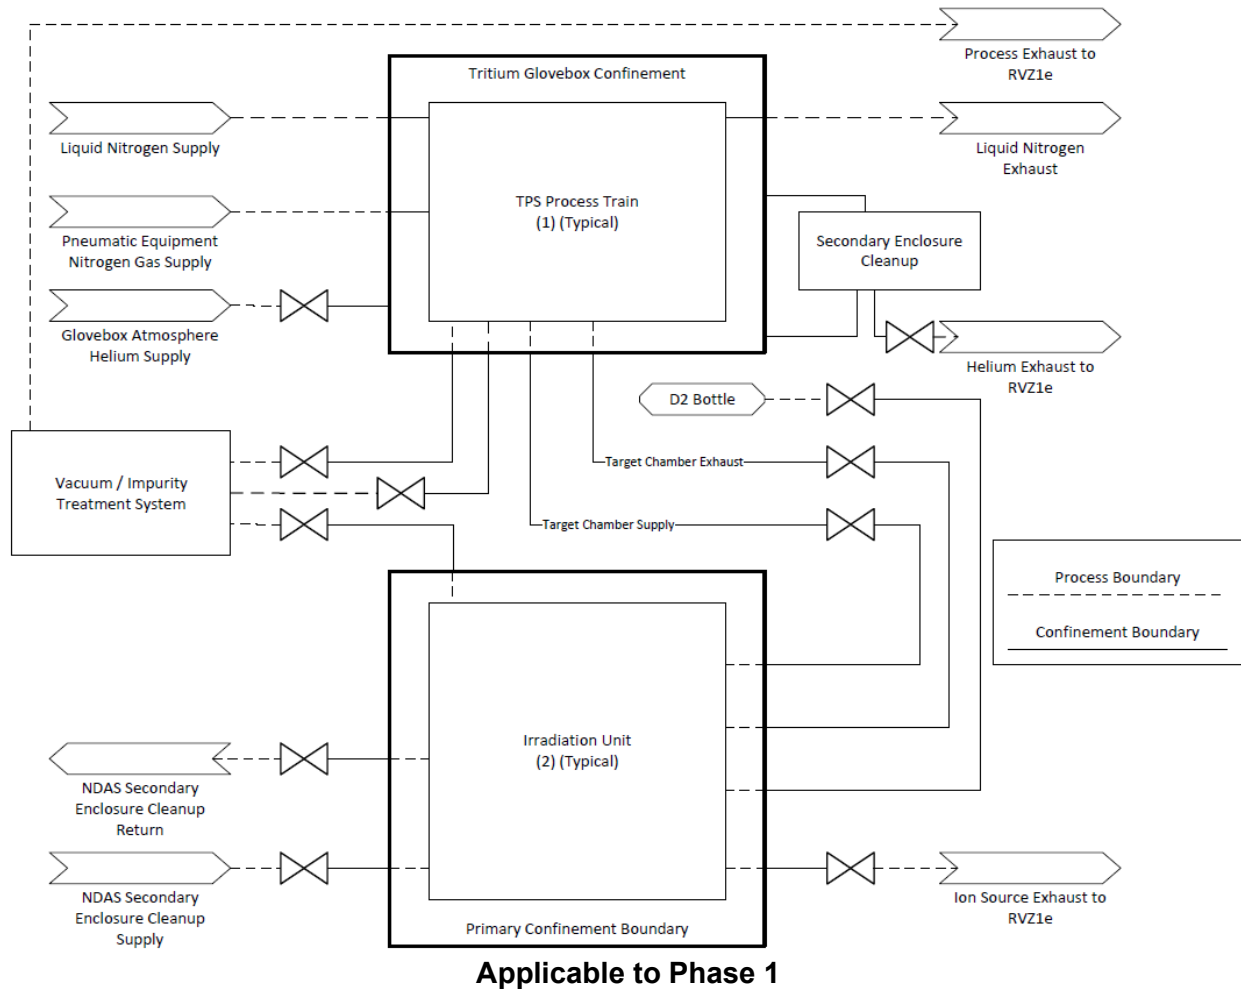 Process Exhaust to
RVZ1e
Tritium Glovebox Confinement
Liquid Nitrogen Supply
Liquid Nitrogen
Exhaust
TPS Process Train
(1) (Typical)
Pneumatic Equipment
Nitrogen Gas Supply
Secondary Enclosure
Cleanup
Glovebox Atmosphere
Helium Supply
Helium Exhaust to
RVZ1e
D2 Bottle
Target Chamber Exhaust
Vacuum / Impurity
Treatment System
Target Chamber Supply
Process Boundary
Confinement Boundary
Irradiation Unit
(2) (Typical)
NDAS Secondary
Enclosure Cleanup
Return
NDAS Secondary
Enclosure Cleanup
Supply
Ion Source Exhaust to
RVZ1e
Primary Confinement Boundary
Applicable to Phase 1